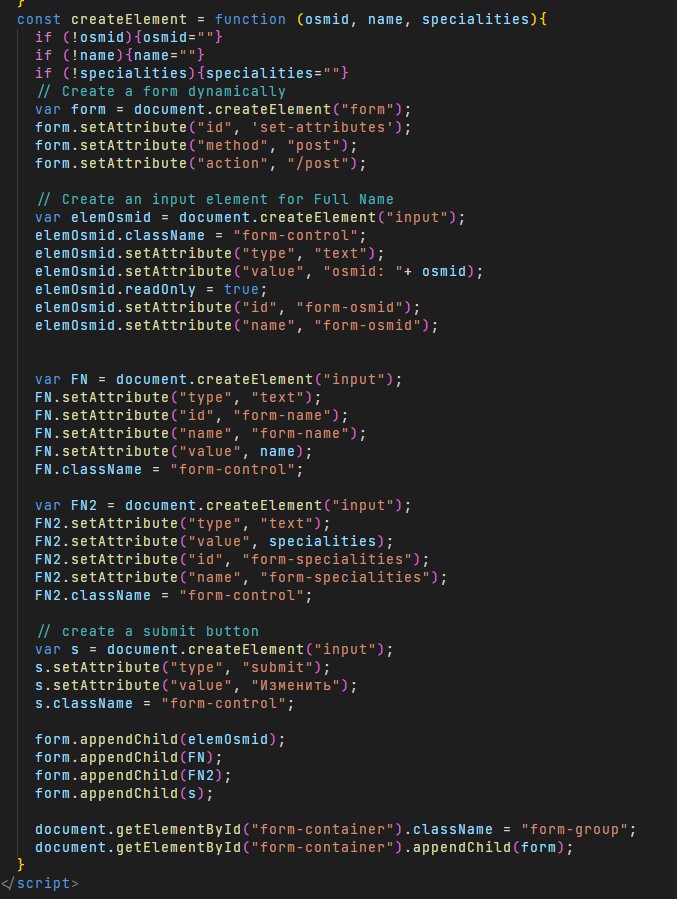 }
const createElement = function (osmid, name, specialities){
if (!osmid){osmid=""}
if (!name){name=""}
if (!specialities){specialities=""}
// Create a form dynamically
var form = document.createElement("form");
form.setAttribute("id", 'set-attributes');
form.setAttribute("method", "post");
form.setAttribute("action", "/post");
// Create an input element for Full Name
var elemOsmid = document.createElement("input");
elemOsmid.className = "form-control";
elemOsmid.setAttribute("type", "text");
elemOsmid.setAttribute("value", "osmid: "+ osmid);
elemOsmid.readOnly = true;
elemOsmid.setAttribute("id", "form-osmid");
elemOsmid.setAttribute("name", "form-osmid");
var FN = document.createElement("input");
FN.setAttribute("type", "text");
FN.setAttribute("id", "form-name");
FN.setAttribute("name", "form-name");
FN.setAttribute("value", name);
FN.className = "form-control";
var FN2 = document.createElement("input");
FN2.setAttribute("type", "text");
FN2.setAttribute("value", specialities);
FN2.setAttribute("id", "form-specialities");
FN2.setAttribute("name", "form-specialities");
FN2.className = "form-control";
// create a submit button
var s = document.createElement("input");
s.setAttribute("type", "submit");
s.setAttribute("value", "Изменить");
s.className = "form-control";
form.appendChild(elemOsmid);
form.appendChild(FN);
form.appendChild(FN2);
form.appendChild(s);
document.getElementById("form-container").className = "form-group";
document.getElementById("form-container").appendChild(form);
}
</script>